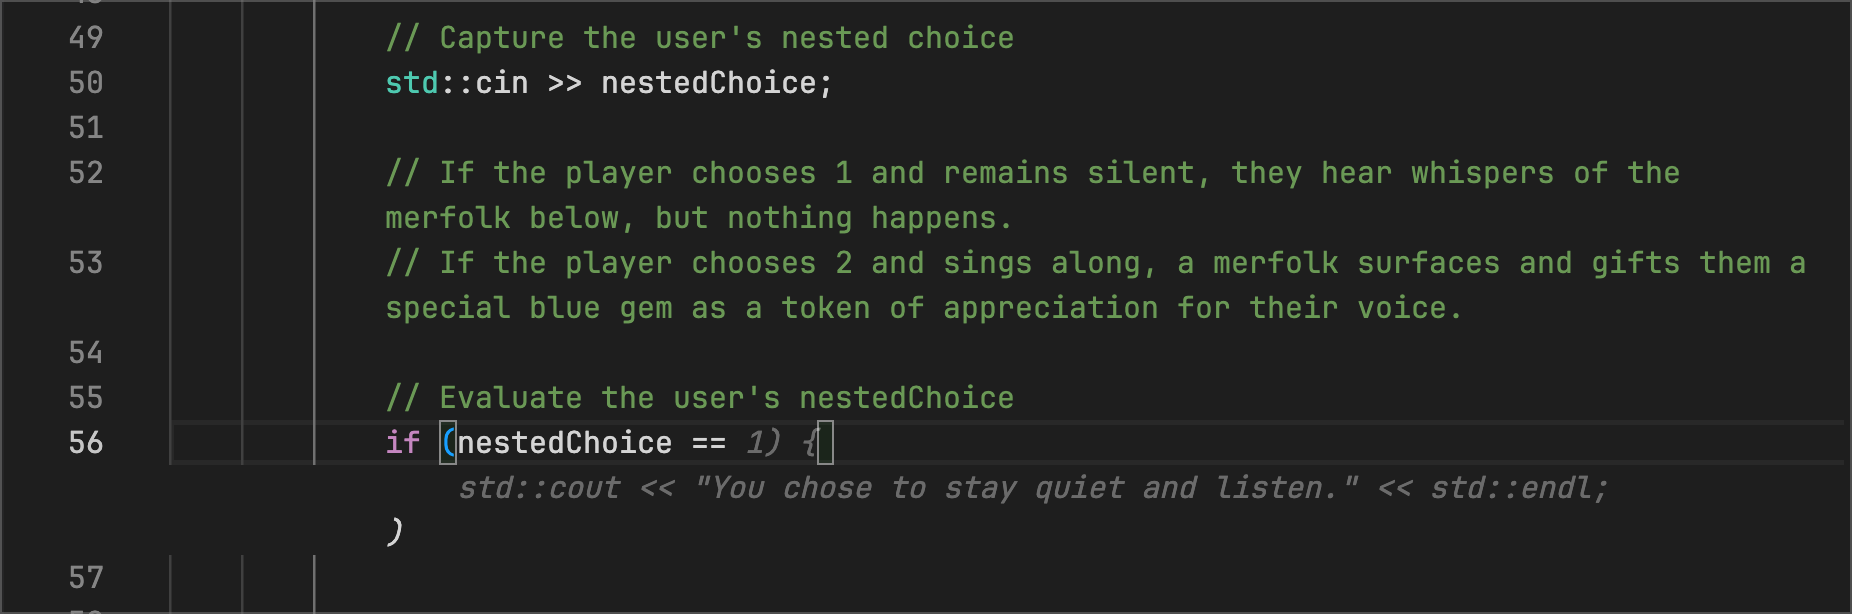 49 // Capture the user's nested choice
50 std::cin >> nestedChoice;
51
52 // If the player chooses 1 and remains silent, they hear whispers of the
merfolk below, but nothing happens.
53 // If the player chooses 2 and sings along, a merfolk surfaces and gifts them a
special blue gem as a token of appreciation for their voice.
54
55 // Evaluate the user's nestedChoice
56 if (nestedChoice == 1) {
std::cout << "You chose to stay quiet and listen." << std::endl;
)
57